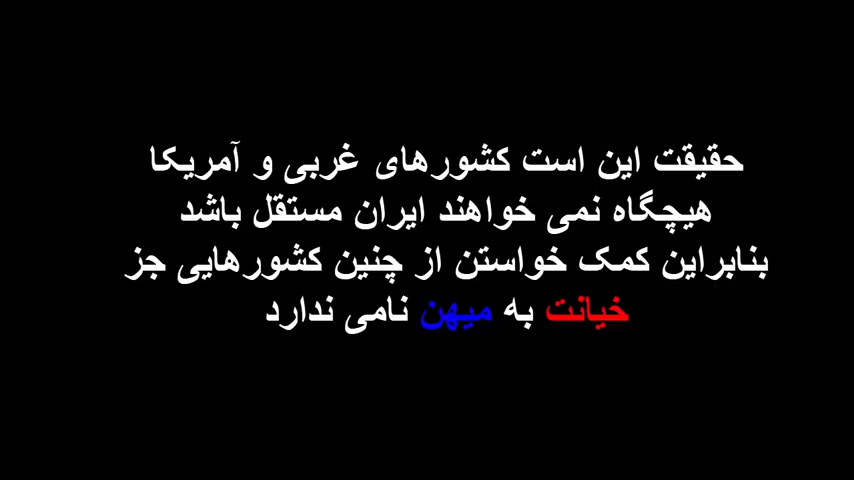 حقیقت این است کشورهای غربی و آمریکا
هیچگاه نمی خواهند ایران مستقل باشد
بنابراین کمک خواستن از چنین کشورهایی جز
خیانت به میهن نامی ندارد